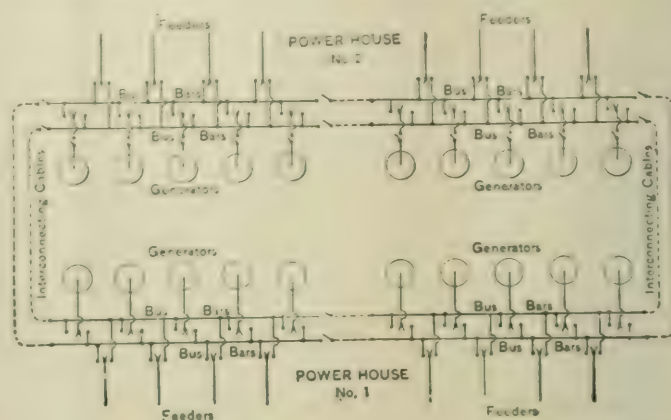 Feeders
Feeders
POWER HOUSE
No. 2
Bus Bars
Bus Bars
Bus Bars
Bus Bars
Generators
Generators
Interconnecting Cables
Interconnecting Cables
Generators
Generators
Bus Bars
Bus Bars
Bus Bars
Bus Bars
POWER HOUSE
No. 1
Feeders
Feeders